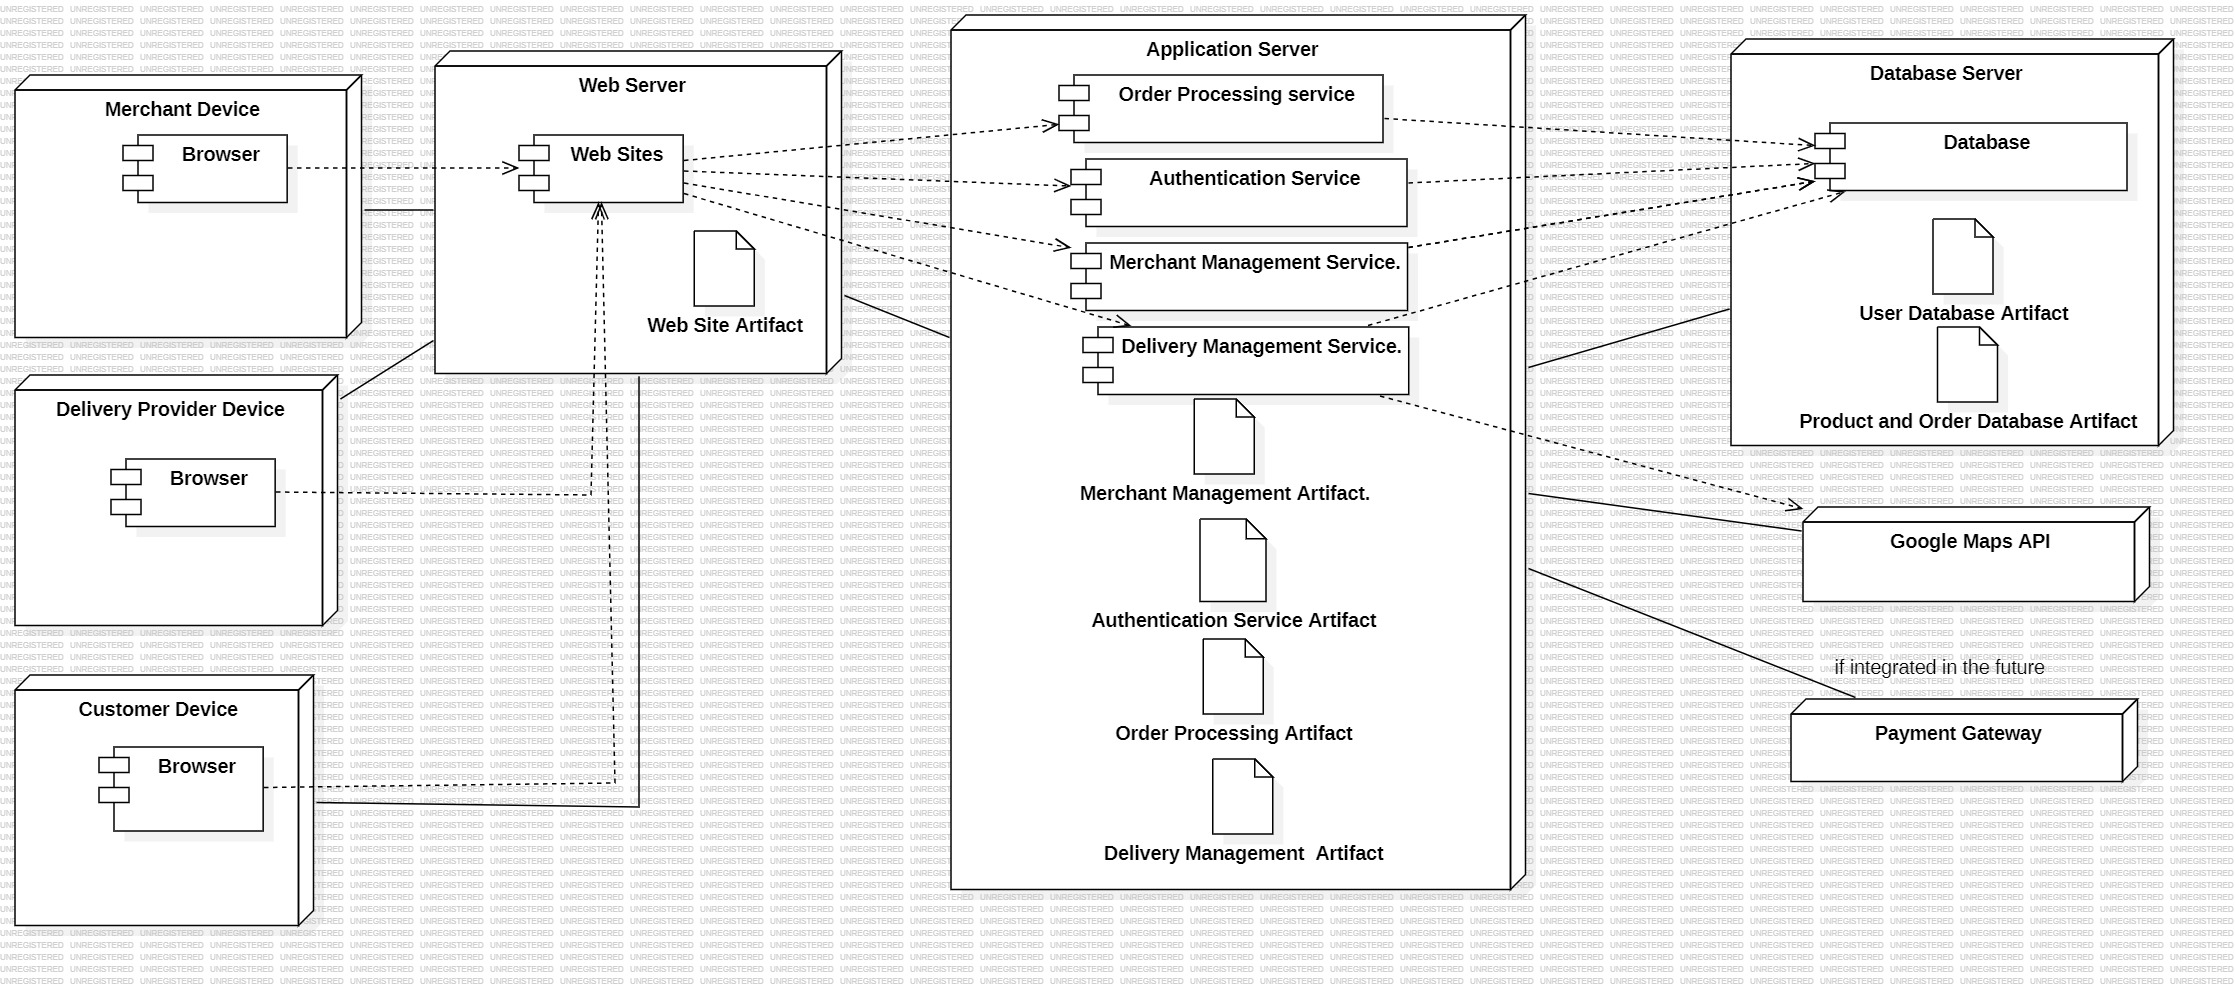 Merchant Device
Browser
Delivery Provider Device
Browser
Customer Device
Browser
Web Server
Web Sites
Web Site Artifact
Application Server
Order Processing service
Authentication Service
Merchant Management Service.
Delivery Management Service.
Merchant Management Artifact.
Authentication Service Artifact
Order Processing Artifact
Delivery Management  Artifact
Database Server
Database
User Database Artifact
Product and Order Database Artifact
Google Maps API
if integrated in the future
Payment Gateway
UNREGISTERED